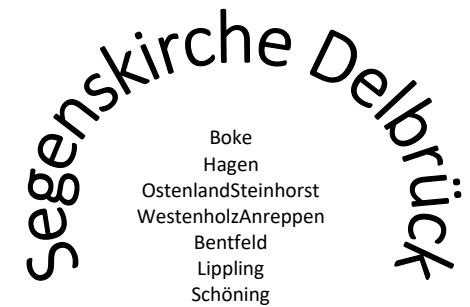 Segenskirche Delbrück
Boke
Hagen
OstenlandSteinhorst
WestenholzAnreppen
Bentfeld
Lippling
Schöning